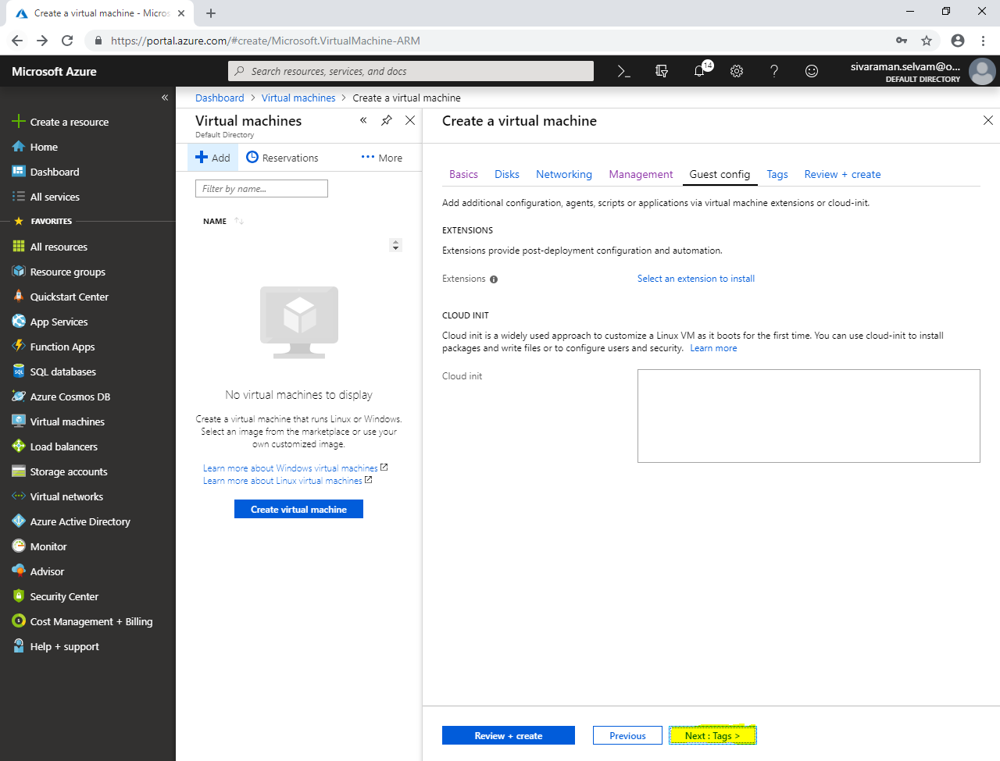 Create a virtual machine - Micros
https://portal.azure.com/#create/Microsoft.VirtualMachine-ARM
Microsoft Azure
Search resources, services, and docs
14
sivaraman.selvam@o...
DEFAULT DIRECTORY
Create a resource
Home
Dashboard
All services
FAVORITES
All resources
Resource groups
Quickstart Center
App Services
Function Apps
SQL
SQL databases
Azure Cosmos DB
Virtual machines
Load balancers
Storage accounts
Virtual networks
Azure Active Directory
Monitor
Advisor
Security Center
Cost Management + Billing
Help + support
Dashboard > Virtual machines > Create a virtual machine
Virtual machines
Default Directory
Add
Reservations
More
Filter by name...
NAME
No virtual machines to display
Create a virtual machine that runs Linux or Windows.
Select an image from the marketplace or use your
own customized image.
Learn more about Windows virtual machines
Learn more about Linux virtual machines
Create virtual machine
Create a virtual machine
Basics Disks Networking Management Guest config Tags Review + create
Add additional configuration, agents, scripts or applications via virtual machine extensions or cloud-init.
EXTENSIONS
Extensions provide post-deployment configuration and automation.
Extensions
Select an extension to install
CLOUD INIT
Cloud init is a widely used approach to customize a Linux VM as it boots for the first time. You can use cloud-init to install
packages and write files or to configure users and security. Learn more
Cloud init
Review + create
Previous
Next : Tags >